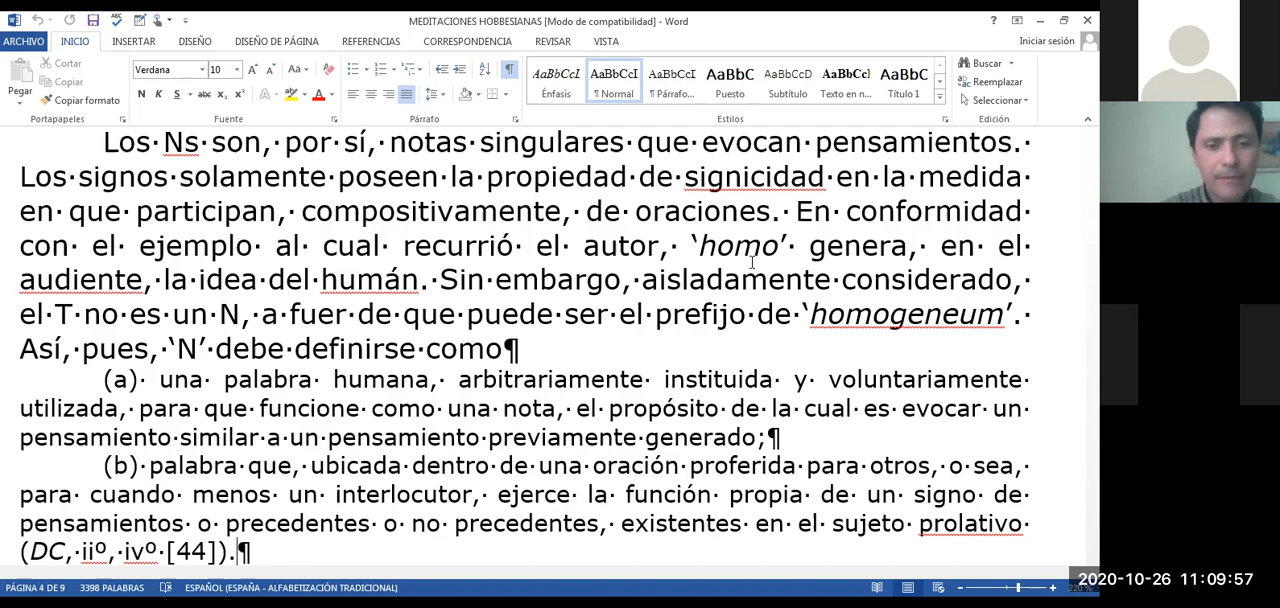 MEDITACIONES HOBBESIANAS [Modo de compatibilidad] - Word
ARCHIVO INICIO INSERTAR DISEÑO DISEÑO DE PÁGINA REFERENCIAS CORRESPONDENCIA REVISAR VISTA Iniciar sesión
Pegar
Cortar
Copiar
Copiar formato
Verdana 10
N K S abc x₂ x²
AaBbCcI AaBbCcI AaBbCcI AaBbC AaBbCcD AaBbCcI AaBbC
Énfasis ¶ Normal ¶ Párrafo... Puesto Subtítulo Texto en n... Título 1
Buscar
Reemplazar
Seleccionar
Portapapeles Fuente Párrafo Estilos Edición
Los Ns son, por sí, notas singulares que evocan pensamientos.
Los signos solamente poseen la propiedad de signicidad en la medida
en que participan, compositivamente, de oraciones. En conformidad
con el ejemplo al cual recurrió el autor, ‘homo’ genera, en el
audiente, la idea del humán. Sin embargo, aisladamente considerado,
el T no es un N, a fuer de que puede ser el prefijo de ‘homogeneum’.
Así, pues, ‘N’ debe definirse como¶
(a) una palabra humana, arbitrariamente instituida y voluntariamente
utilizada, para que funcione como una nota, el propósito de la cual es evocar un
pensamiento similar a un pensamiento previamente generado;¶
(b) palabra que, ubicada dentro de una oración proferida para otros, o sea,
para cuando menos un interlocutor, ejerce la función propia de un signo de
pensamientos o precedentes o no precedentes, existentes en el sujeto prolativo
(DC, iiº, ivº [44]).¶
PÁGINA 4 DE 9 3398 PALABRAS ESPAÑOL (ESPAÑA - ALFABETIZACIÓN TRADICIONAL) 220 %
2020-10-26 11:09:57